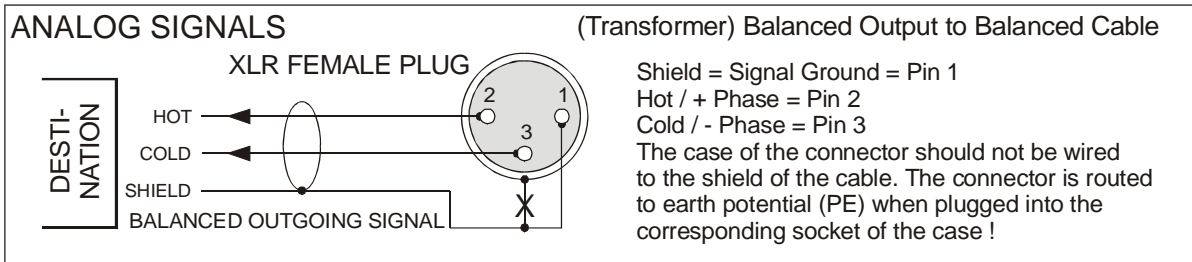 ANALOG SIGNALS
(Transformer) Balanced Output to Balanced Cable
XLR FEMALE PLUG
DESTI-
NATION
HOT
COLD
SHIELD
BALANCED OUTGOING SIGNAL
2
1
3
X
Shield = Signal Ground = Pin 1
Hot / + Phase = Pin 2
Cold / - Phase = Pin 3
The case of the connector should not be wired
to the shield of the cable. The connector is routed
to earth potential (PE) when plugged into the
corresponding socket of the case !